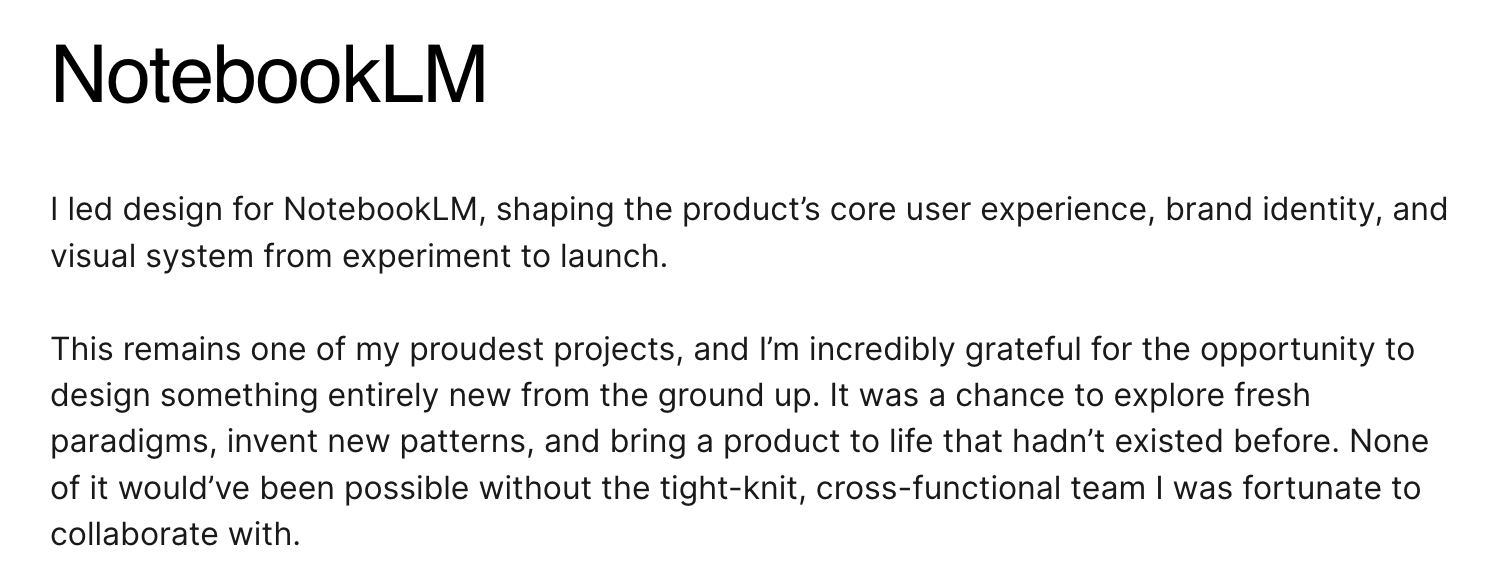 NotebookLM
I led design for NotebookLM, shaping the product’s core user experience, brand identity, and
visual system from experiment to launch.
This remains one of my proudest projects, and I’m incredibly grateful for the opportunity to
design something entirely new from the ground up. It was a chance to explore fresh
paradigms, invent new patterns, and bring a product to life that hadn’t existed before. None
of it would’ve been possible without the tight-knit, cross-functional team I was fortunate to
collaborate with.